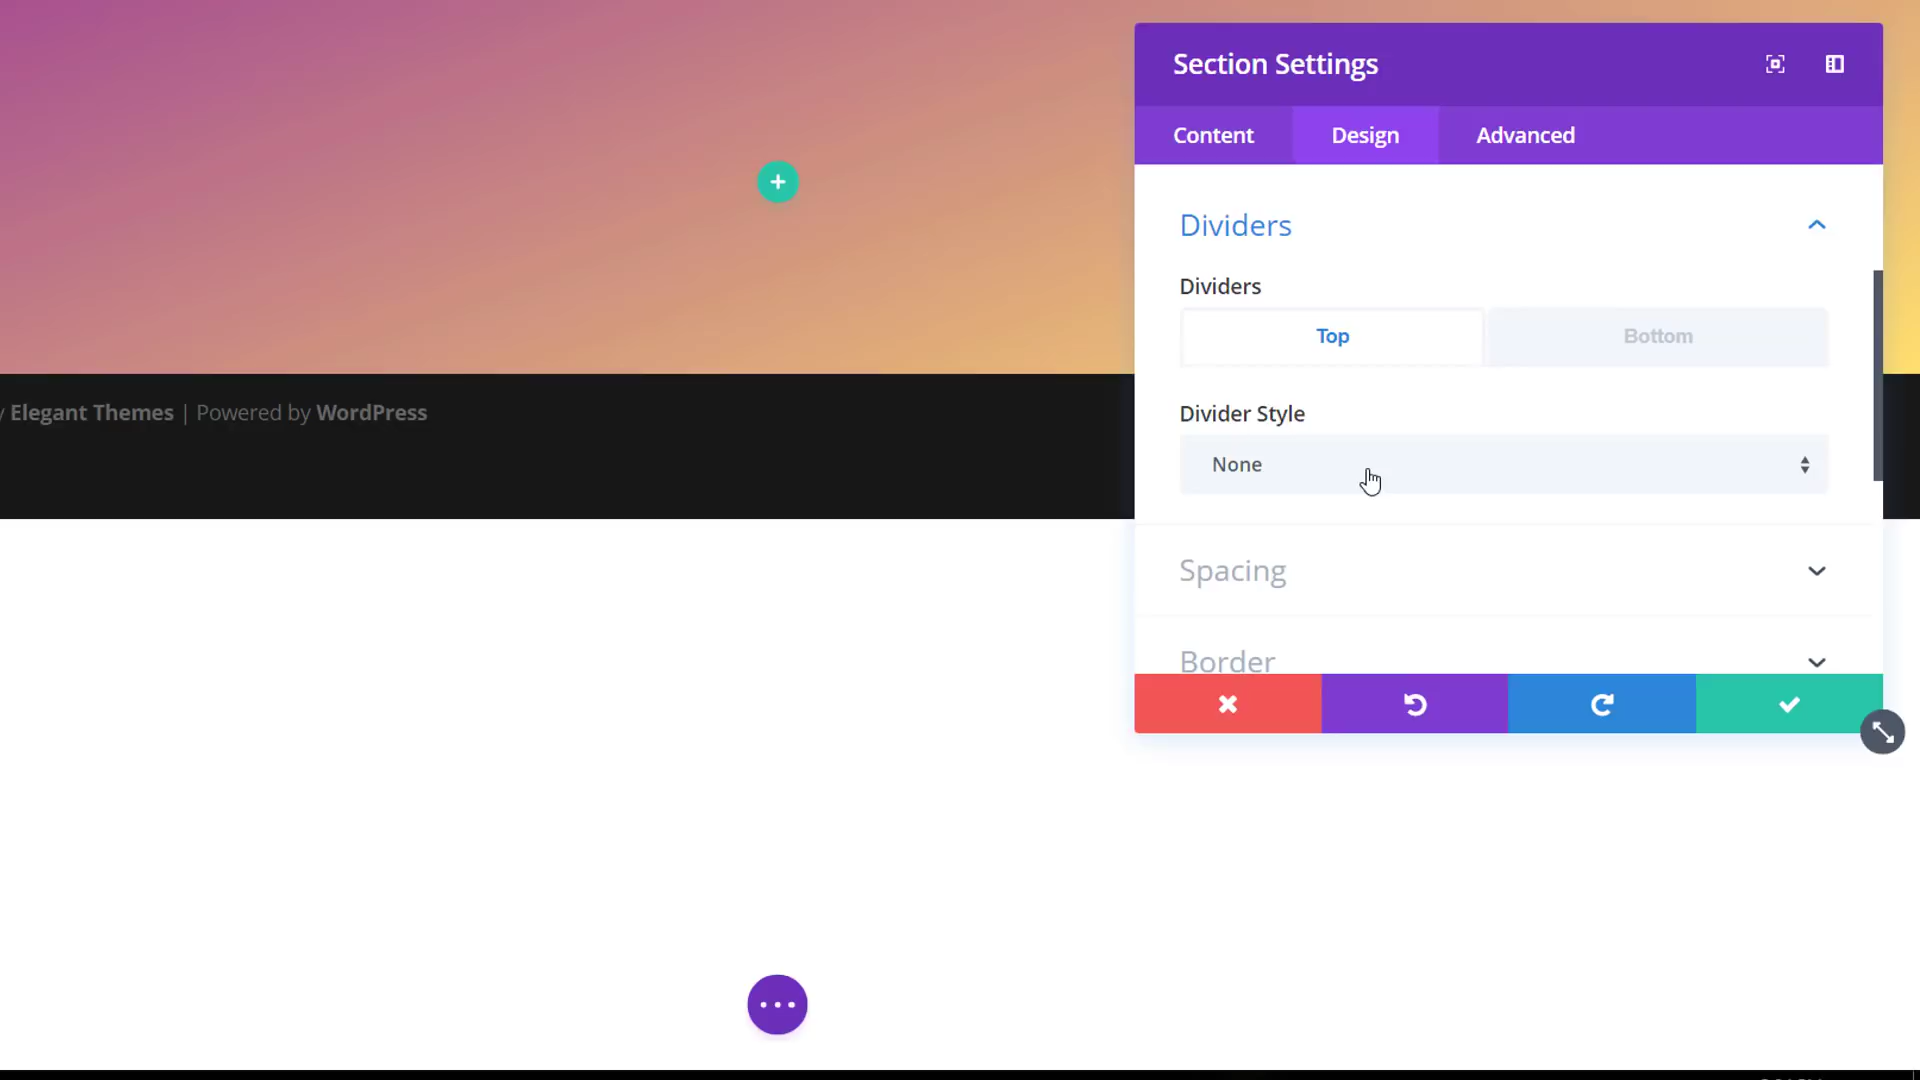 Section Settings
Content
Design
Advanced
Dividers
Dividers
Top
Bottom
Divider Style
None
Spacing
Border
Elegant Themes | Powered by WordPress